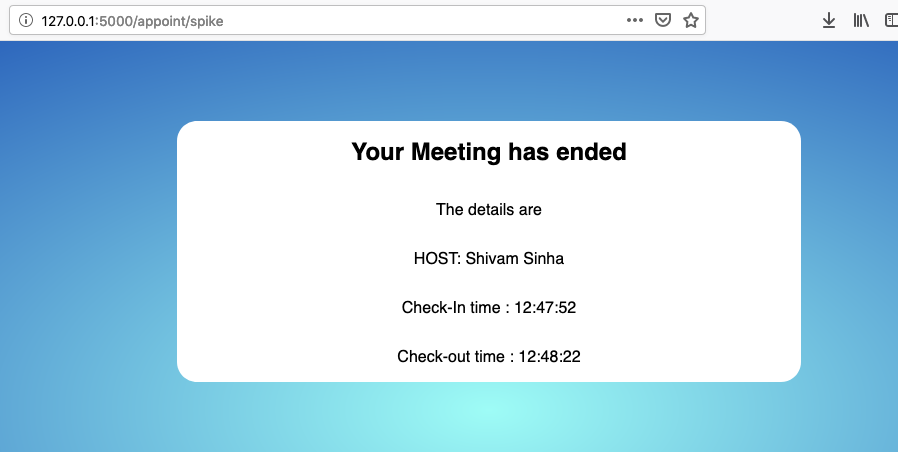 127.0.0.1:5000/appoint/spike
Your Meeting has ended
The details are
HOST: Shivam Sinha
Check-In time : 12:47:52
Check-out time : 12:48:22